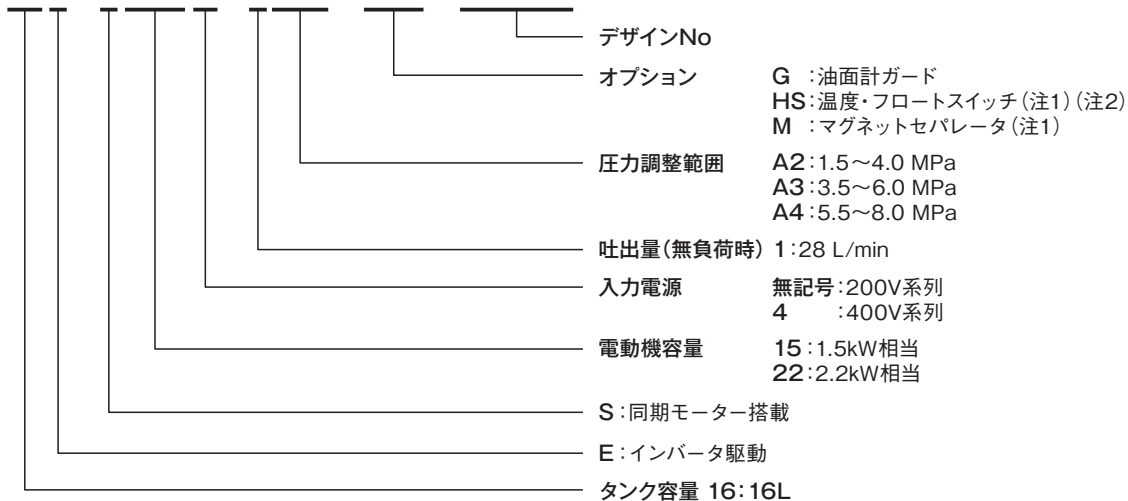 デザインNo
オプション G :油面計ガード
HS:温度・フロートスイッチ(注1)(注2)
M :マグネットセパレータ(注1)
圧力調整範囲 A2:1.5～4.0 MPa
A3:3.5～6.0 MPa
A4:5.5～8.0 MPa
吐出量(無負荷時) 1:28 L/min
入力電源 無記号:200V系列
4 :400V系列
電動機容量 15:1.5kW相当
22:2.2kW相当
S:同期モーター搭載
E:インバータ駆動
タンク容量 16:16L